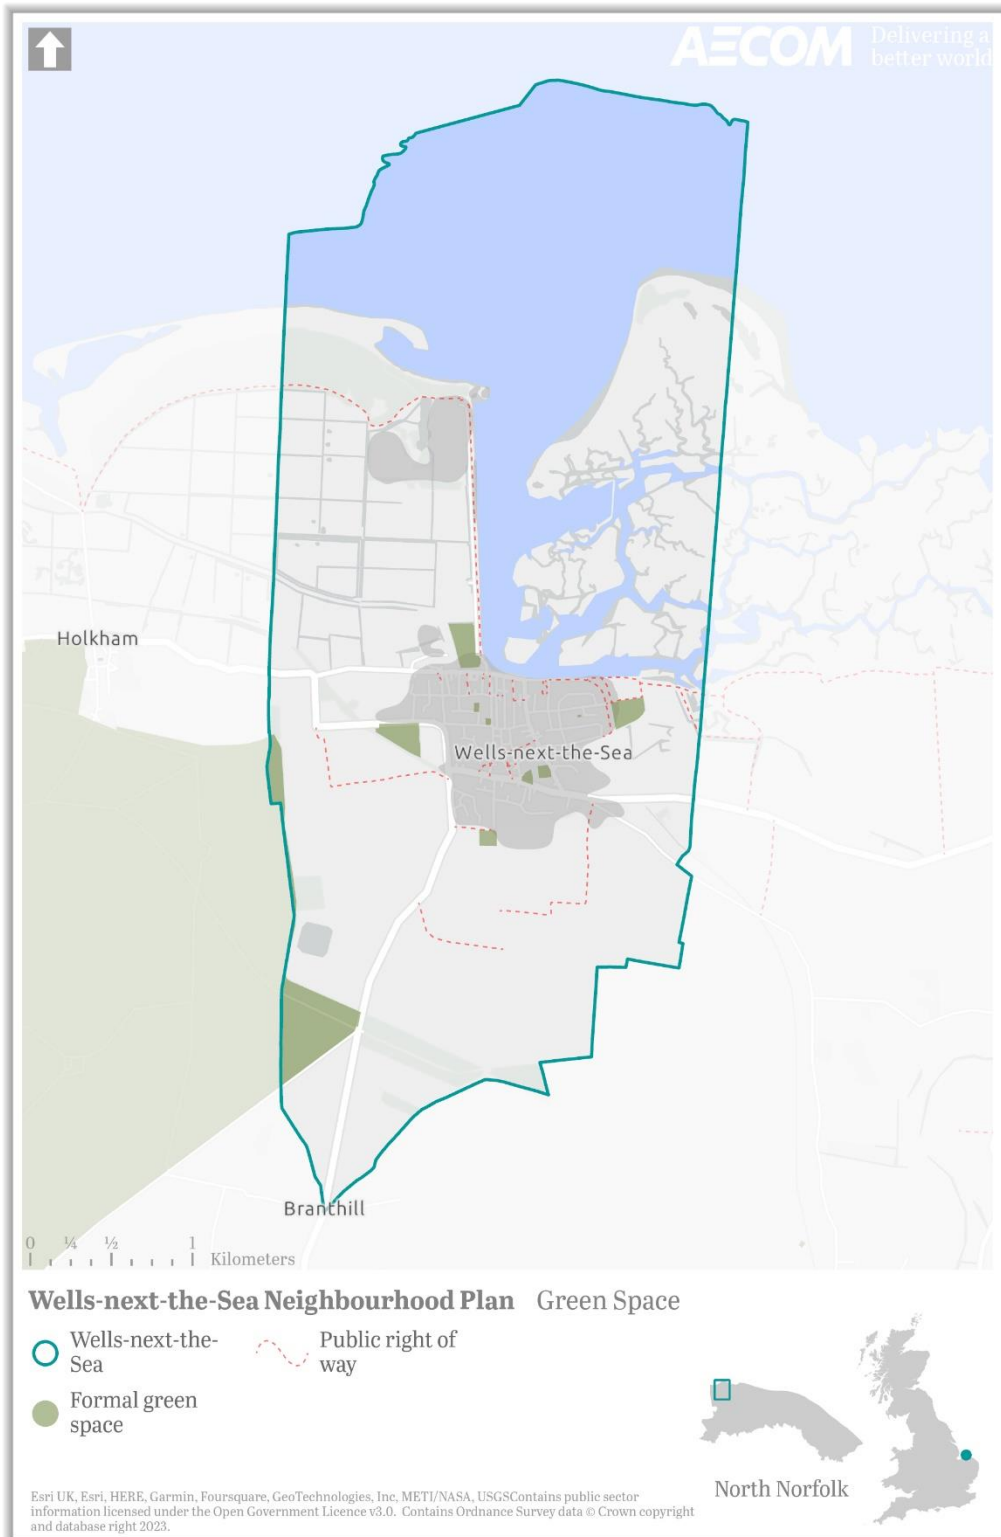 AECOM
Delivering a
better world
Holkham
Wells-next-the-Sea
Branthill
0 ¼ ½ 1
Kilometers
Wells-next-the-Sea Neighbourhood Plan Green Space
Wells-next-the-
Sea
Public right of
way
Formal green
space
North Norfolk
Esri UK, Esri, HERE, Garmin, Foursquare, GeoTechnologies, Inc, METI/NASA, USGSContains public sector
information licensed under the Open Government Licence v3.0. Contains Ordnance Survey data © Crown copyright
and database right 2023.